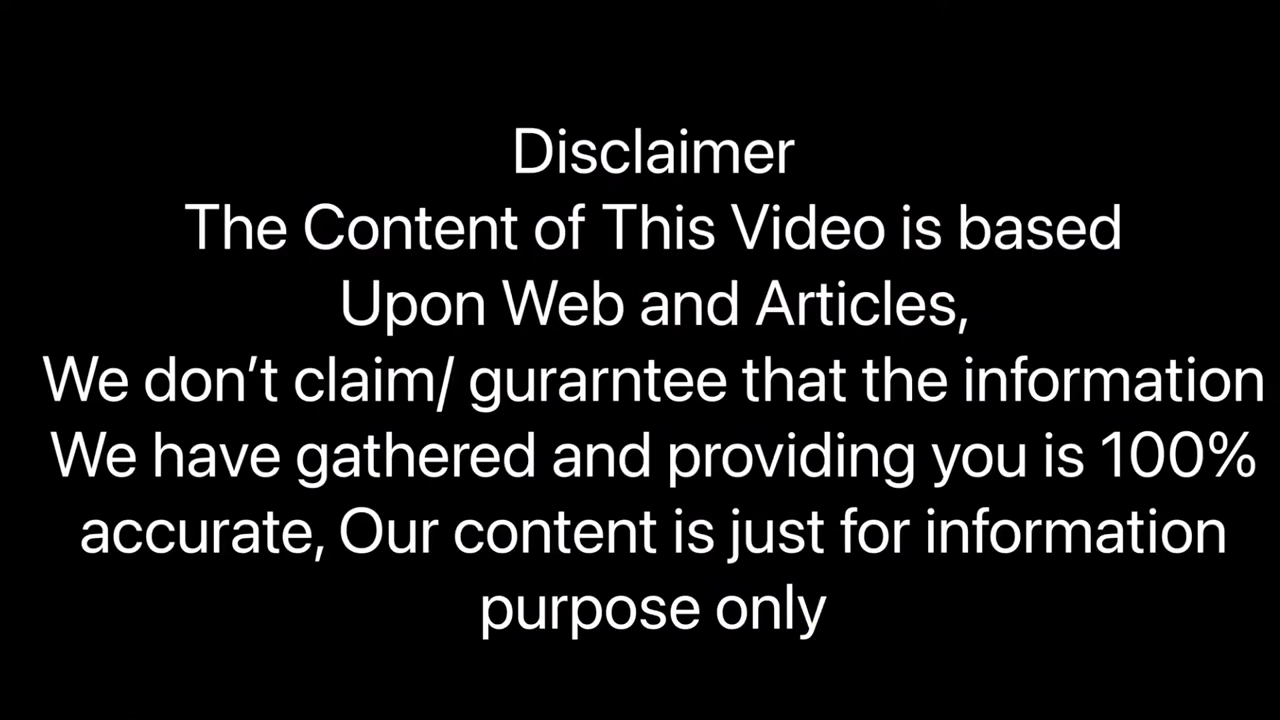 Disclaimer
The Content of This Video is based
Upon Web and Articles,
We don’t claim/ gurarntee that the information
We have gathered and providing you is 100%
accurate, Our content is just for information
purpose only